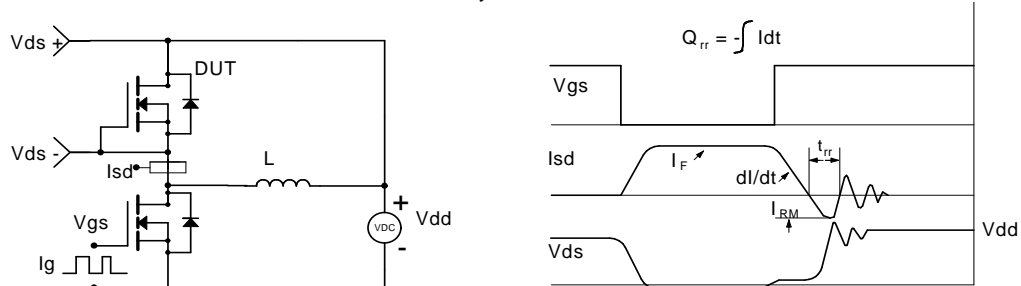 Vds +
DUT
Vds -
Isd
L
Vgs
+
VDC
Vdd
-
Ig
Q rr = - ∫ Idt
Vgs
Isd
I F
dI/dt
t rr
I RM
Vdd
Vds